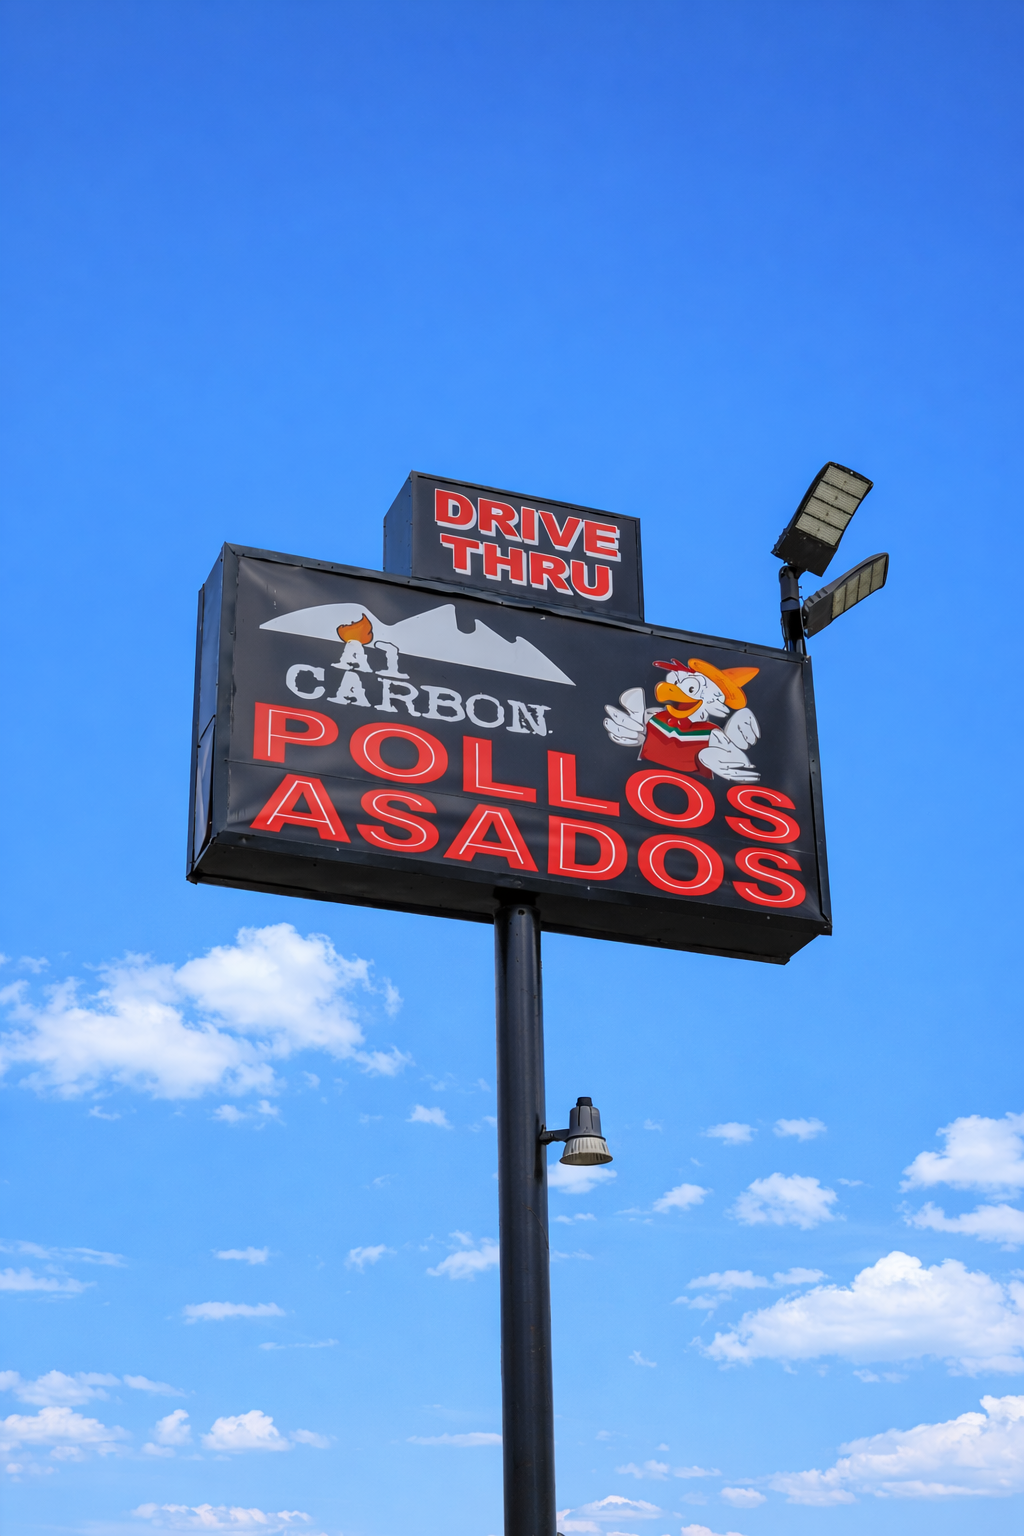 DRIVE
THRU
Al
CARBON.
POLLOS
ASADOS